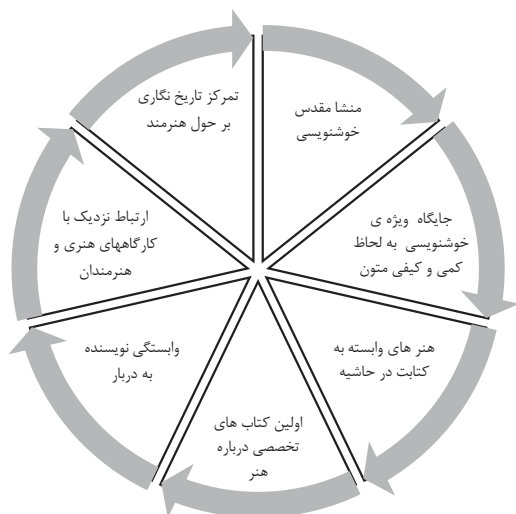 منشا مقدس
خوشنویسی
جایگاه ویژه ی
خوشنویسی به لحاظ
کمی و کیفی متون
هنر های وابسته به
کتابت در حاشیه
اولین کتاب های
تخصصی درباره
هنر
وابستگی نویسنده
به دربار
ارتباط نزدیک با
کارگاههای هنری و
هنرمندان
تمرکز تاریخ نگاری
بر حول هنرمند